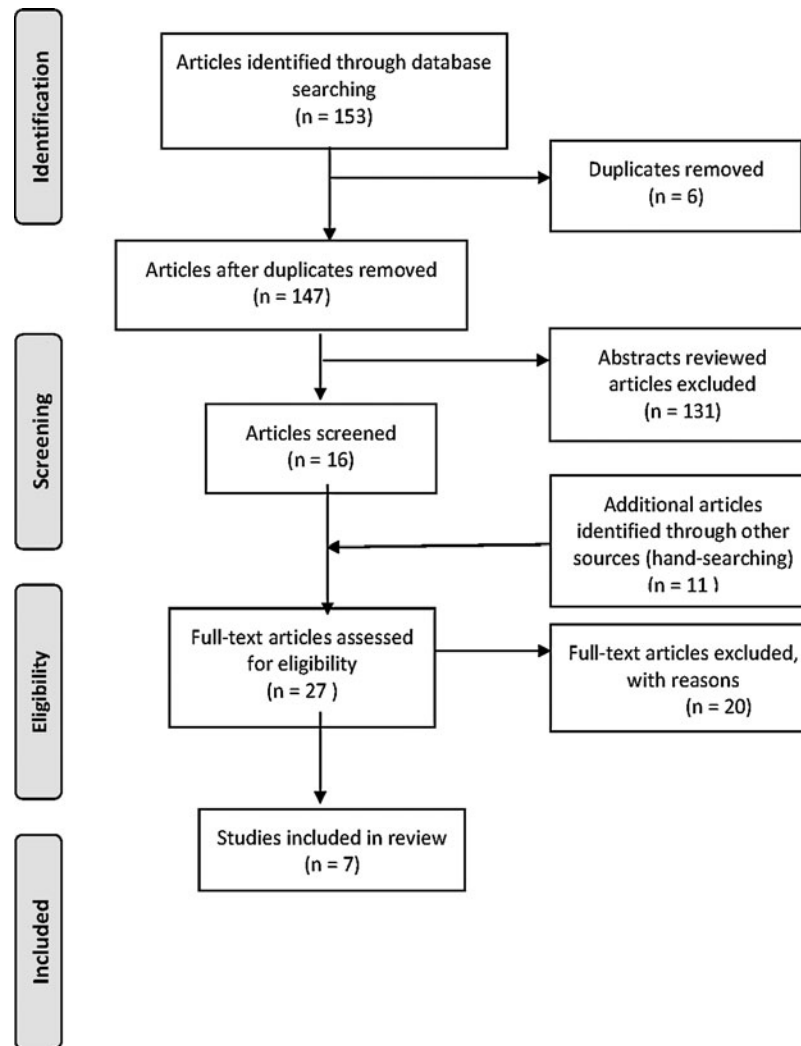 Identification
Articles identified through database
searching
(n = 153)
Duplicates removed
(n = 6)
Articles after duplicates removed
(n = 147)
Screening
Abstracts reviewed
articles excluded
(n = 131)
Articles screened
(n = 16)
Additional articles
identified through other
sources (hand-searching)
(n = 11 )
Eligibility
Full-text articles assessed
for eligibility
(n = 27 )
Full-text articles excluded,
with reasons
(n = 20)
Included
Studies included in review
(n = 7)